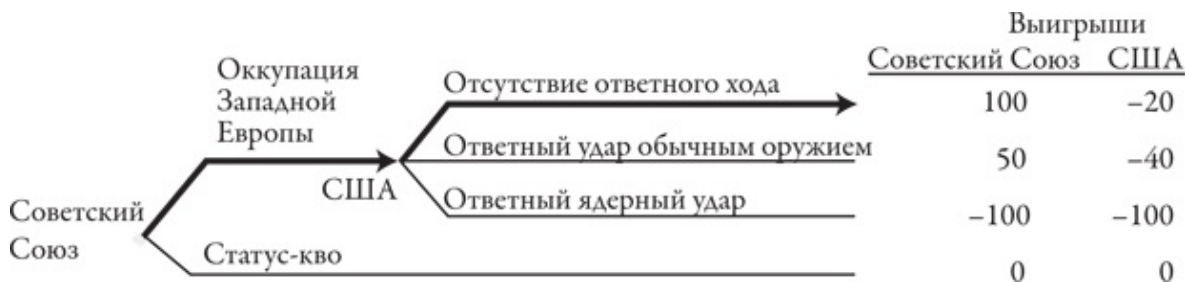 Выигрыши
Советский Союз США
Оккупация
Западной
Европы
Отсутствие ответного хода
100 –20
Ответный удар обычным оружием
50 –40
США
Ответный ядерный удар
–100 –100
Советский
Союз
Статус-кво
0 0